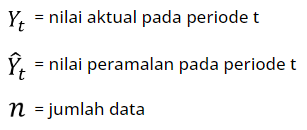 Yₜ = nilai aktual pada periode t
Ŷₜ = nilai peramalan pada periode t
n = jumlah data